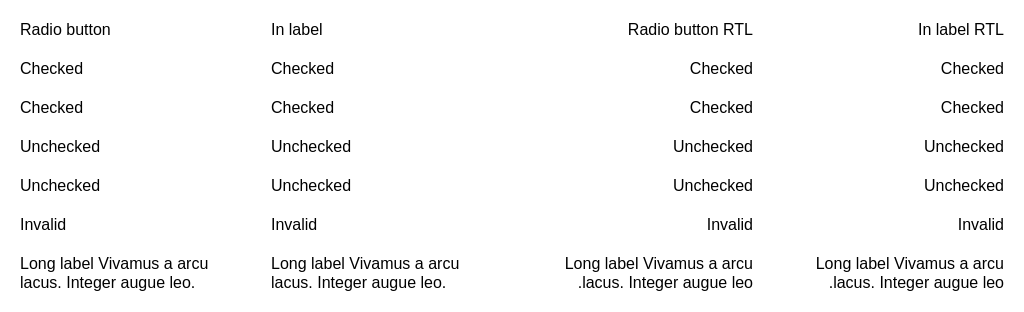 Radio button
Checked
Checked
Unchecked
Unchecked
Invalid
Long label Vivamus a arcu
lacus. Integer augue leo.
In label
Checked
Checked
Unchecked
Unchecked
Invalid
Long label Vivamus a arcu
lacus. Integer augue leo.
Radio button RTL
Checked
Checked
Unchecked
Unchecked
Invalid
Long label Vivamus a arcu
.lacus. Integer augue leo
In label RTL
Checked
Checked
Unchecked
Unchecked
Invalid
Long label Vivamus a arcu
.lacus. Integer augue leo